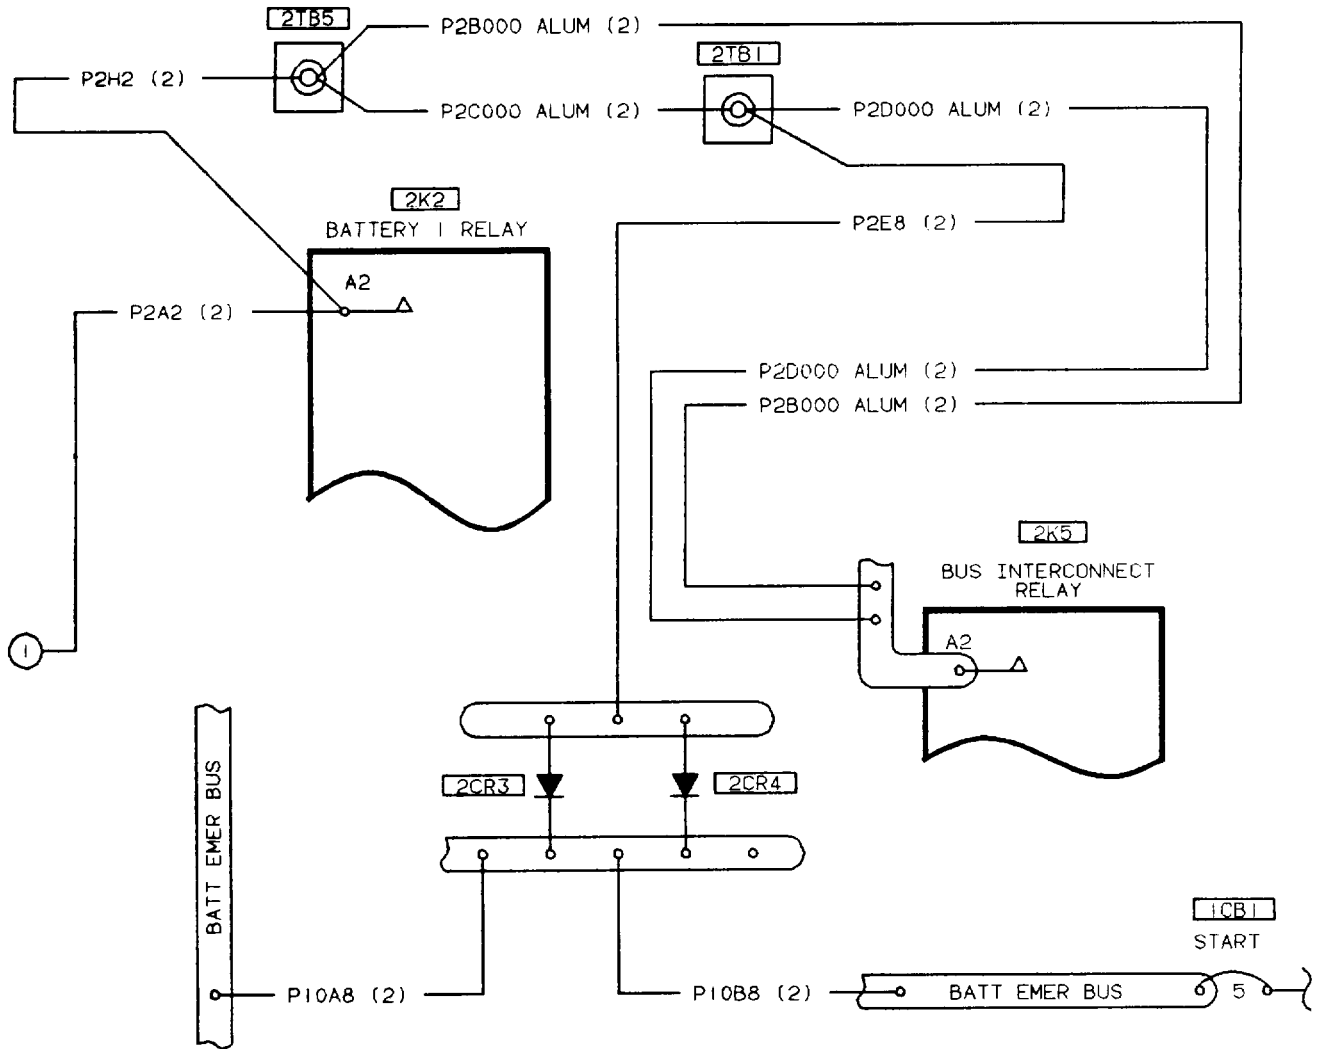 2TB5
P2B000 ALUM (2)
2TB1
P2H2 (2)
P2C000 ALUM (2)
P2D000 ALUM (2)
2K2
BATTERY 1 RELAY
P2E8 (2)
A2
P2A2 (2)
P2D000 ALUM (2)
P2B000 ALUM (2)
2K5
BUS INTERCONNECT
RELAY
A2
1
2CR3
2CR4
BATT EMER BUS
1CB1
START
P10A8 (2)
P10B8 (2)
BATT EMER BUS
5